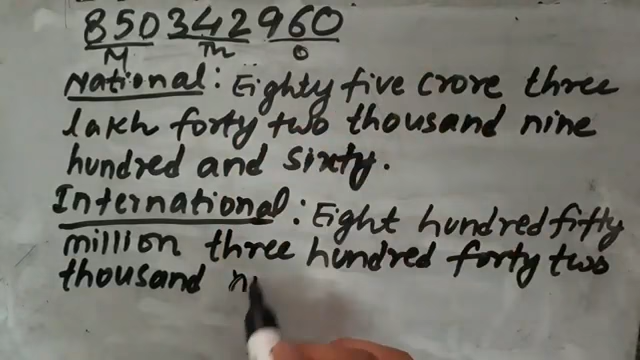 850342960
M Th O
National: Eighty five crore three
lakh forty two thousand nine
hundred and sixty.
International: Eight hundred fifty
million three hundred forty two
thousand n